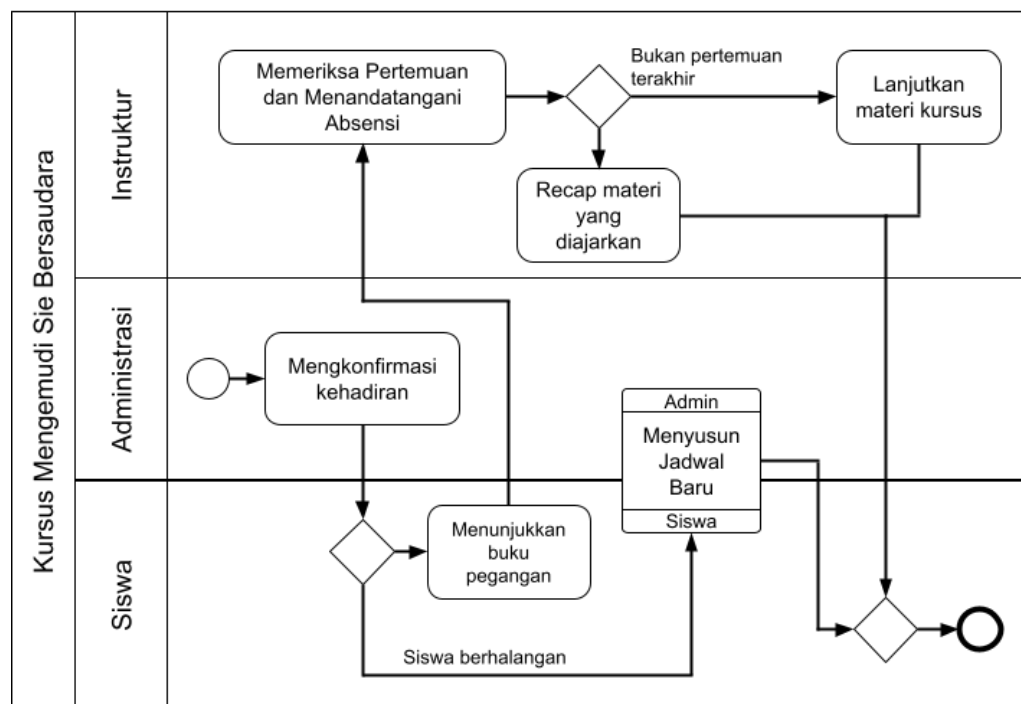 Kursus Mengemudi Sie Bersaudara
Instruktur
Memeriksa Pertemuan
dan Menandatangani
Absensi
Bukan pertemuan
terakhir
Lanjutkan
materi kursus
Recap materi
yang
diajarkan
Administrasi
Mengkonfirmasi
kehadiran
Admin
Menyusun
Jadwal
Baru
Siswa
Siswa
Menunjukkan
buku
pegangan
Siswa berhalangan